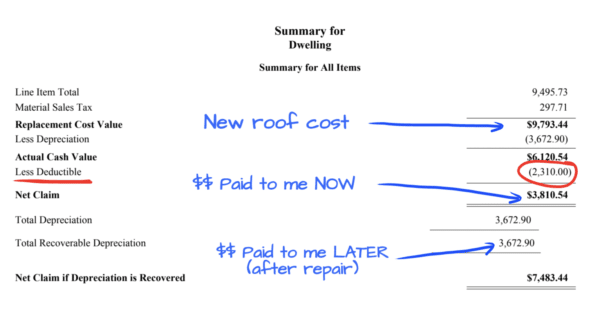 Summary for
Dwelling
Summary for All Items
Line Item Total 9,495.73
Material Sales Tax 297.71
Replacement Cost Value $9,793.44
New roof cost
Less Depreciation (3,672.90)
Actual Cash Value $6,120.54
Less Deductible (2,310.00)
$$ Paid to me NOW
Net Claim $3,810.54
Total Depreciation 3,672.90
Total Recoverable Depreciation 3,672.90
$$ Paid to me LATER
(after repair)
Net Claim if Depreciation is Recovered $7,483.44